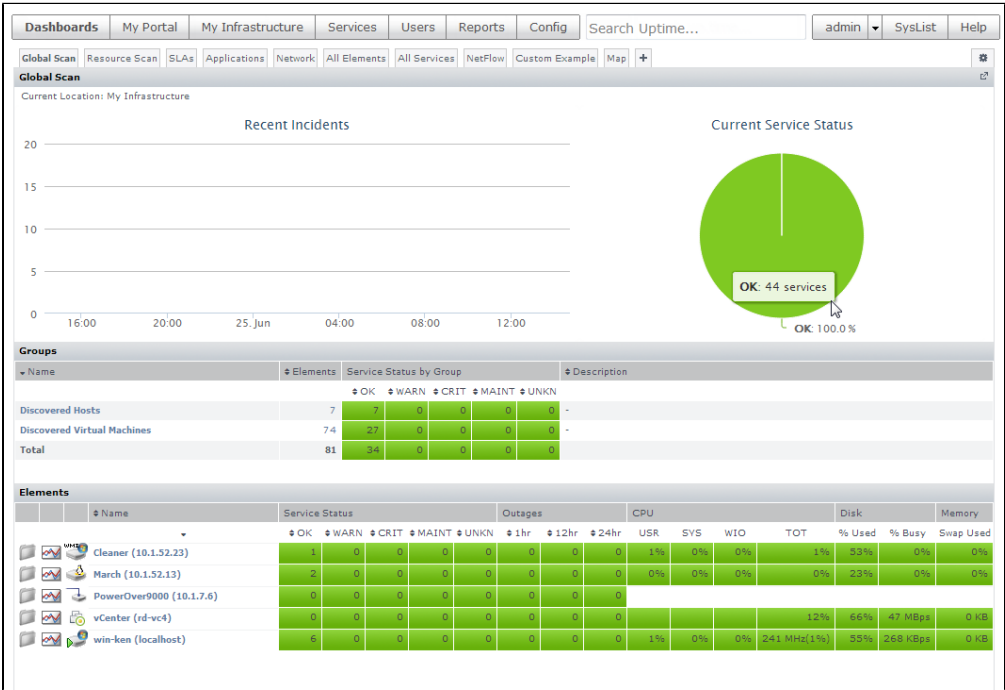 Dashboards My Portal My Infrastructure Services Users Reports Config Search Uptime... admin SysList Help
Global Scan Resource Scan SLAs Applications Network All Elements All Services NetFlow Custom Example Map +
Global Scan
Current Location: My Infrastructure
Recent Incidents
20
15
10
5
0
16:00 20:00 25. Jun 04:00 08:00 12:00
Current Service Status
OK: 44 services
OK: 100.0 %
Groups
Name Elements Service Status by Group Description
OK WARN CRIT MAINT UNKN
Discovered Hosts 7 7 0 0 0 0 -
Discovered Virtual Machines 74 27 0 0 0 0 -
Total 81 34 0 0 0 0
Elements
Name Service Status Outages CPU Disk Memory
OK WARN CRIT MAINT UNKN 1hr 12hr 24hr USR SYS WIO TOT % Used % Busy Swap Used
WMI Cleaner (10.1.52.23) 1 0 0 0 0 0 0 0 1% 0% 0% 1% 53% 0% 0%
March (10.1.52.13) 2 0 0 0 0 0 0 0 0% 0% 0% 0% 23% 0% 0%
PowerOver9000 (10.1.7.6) 0 0 0 0 0 0 0 0
vCenter (rd-vc4) 0 0 0 0 0 0 0 0 12% 66% 47 MBps 0 KB
win-ken (localhost) 6 0 0 0 0 0 0 0 1% 0% 0% 241 MHz(1%) 55% 268 KBps 0 KB